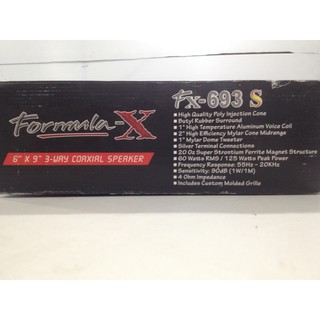 Formula-X
6" X 9" 3-WAY COAXIAL SPEAKER
FX-693 S
High Quality Poly Injection Cone
Butyl Rubber Surround
1" High Temperature Aluminum Voice Coil
2" High Efficiency Mylar Cone Midrange
1" Mylar Dome Tweeter
Silver Terminal Connections
20 Oz Super Strontium Ferrite Magnet Structure
60 Watts RMS / 125 Watts Peak Power
Frequency Response: 55Hz - 20KHz
Sensitivity: 90dB (1W/1M)
4 Ohm Impedance
Includes Custom Molded Grille